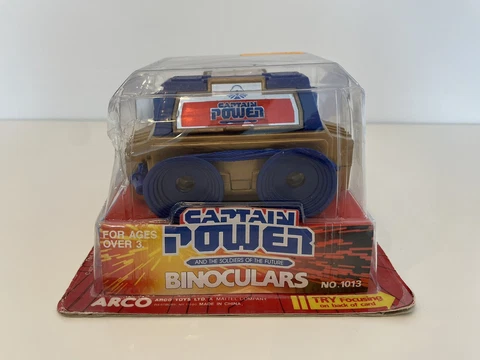 CAPTAIN
POWER
FOR AGES
OVER 3
CAPTAIN
POWER
AND THE SOLDIERS OF THE FUTURE
BINOCULARS
NO. 1013
ARCO
ARCO TOYS LTD., A MATTEL COMPANY
MADE IN CHINA
TRY Focusing
on back of card